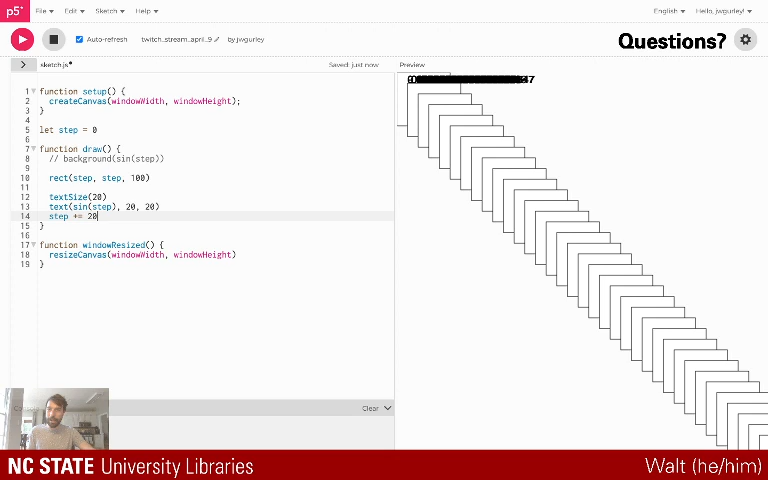 p5*
File
Edit
Sketch
Help
English
Hello, jwgurley!
Auto-refresh
twitch_stream_april_9
by jwgurley
Questions?
sketch.js
Saved: just now
Preview
1 function setup() {
2 createCanvas(windowWidth, windowHeight);
3 }
4
5 let step = 0
6
7 function draw() {
8 // background(sin(step))
9
10 rect(step, step, 100)
11
12 textSize(20)
13 text(sin(step), 20, 20)
14 step += 20
15 }
16
17 function windowResized() {
18 resizeCanvas(windowWidth, windowHeight)
19 }
Clear
NC STATE University Libraries
Walt (he/him)